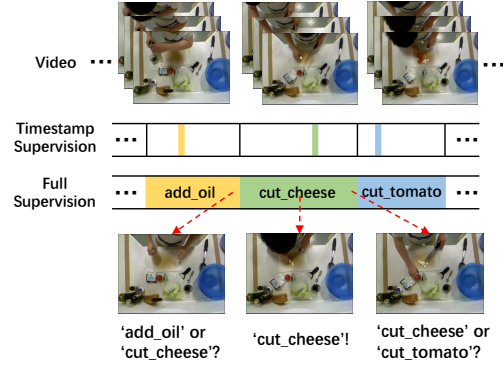 Video ... ...
Timestamp
Supervision
... ...
Full
Supervision
... add_oil cut_cheese cut_tomato ...
‘add_oil’ or
‘cut_cheese’?
‘cut_cheese’!
‘cut_cheese’ or
‘cut_tomato’?